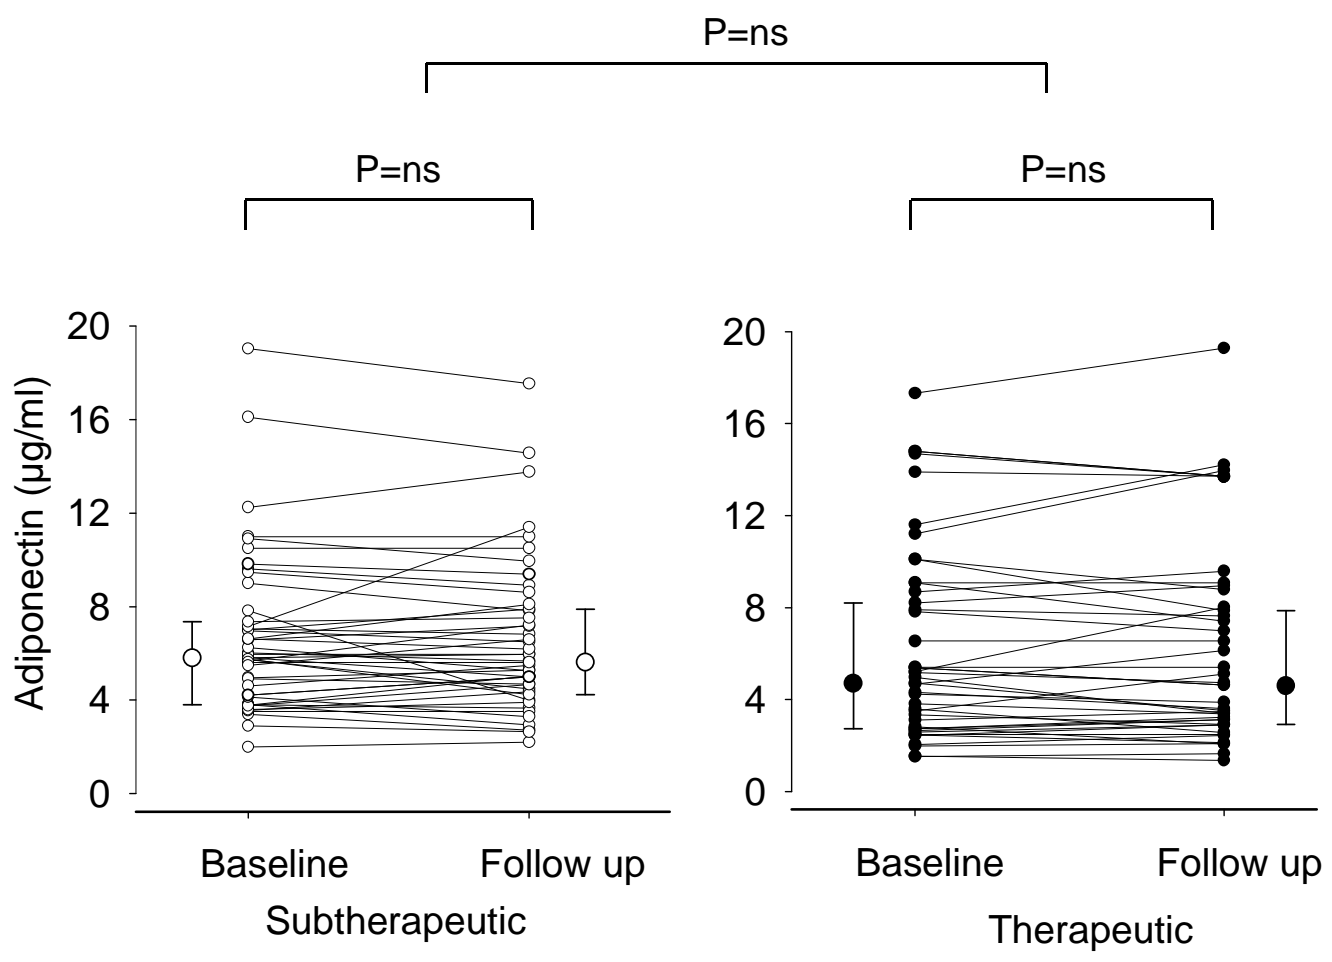 P=ns
P=ns
P=ns
Adiponectin (µg/ml)
20
16
12
8
4
0
20
16
12
8
4
0
Baseline
Follow up
Baseline
Follow up
Subtherapeutic
Therapeutic